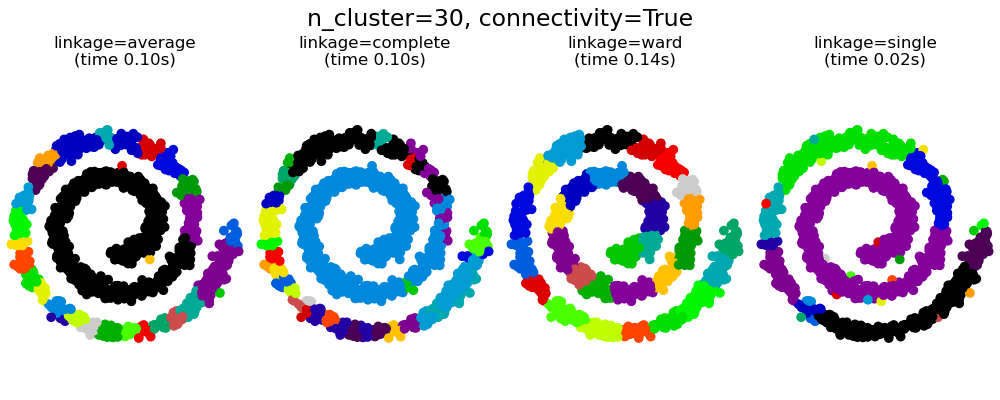 n_cluster=30, connectivity=True
linkage=average
(time 0.10s)
linkage=complete
(time 0.10s)
linkage=ward
(time 0.14s)
linkage=single
(time 0.02s)